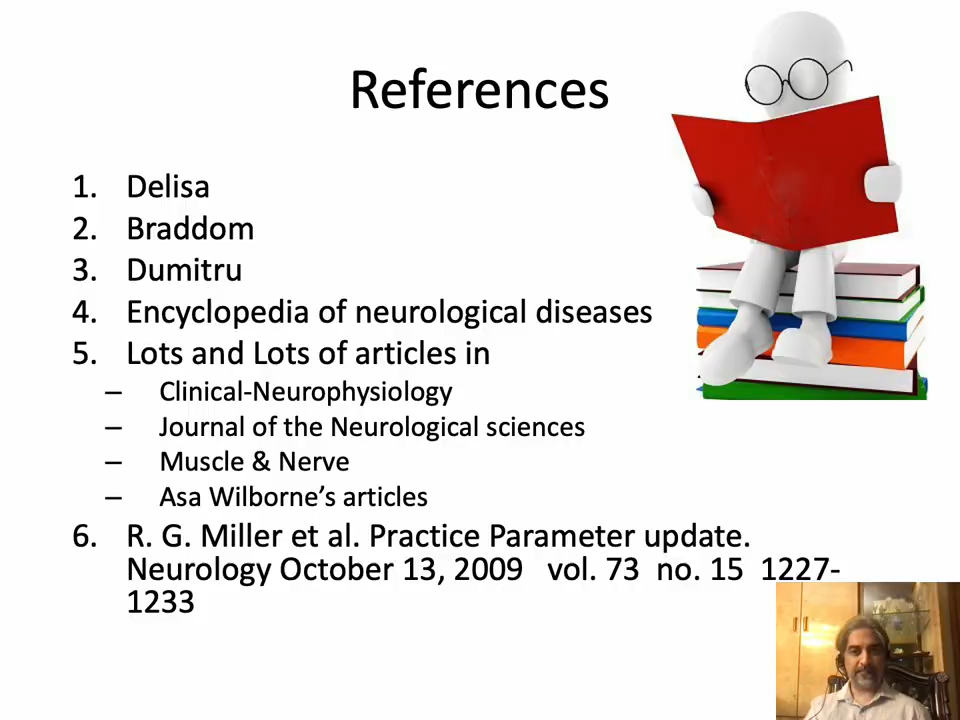 References
1. Delisa
2. Braddom
3. Dumitru
4. Encyclopedia of neurological diseases
5. Lots and Lots of articles in
– Clinical-Neurophysiology
– Journal of the Neurological sciences
– Muscle & Nerve
– Asa Wilborne’s articles
6. R. G. Miller et al. Practice Parameter update.
Neurology October 13, 2009 vol. 73 no. 15 1227-
1233